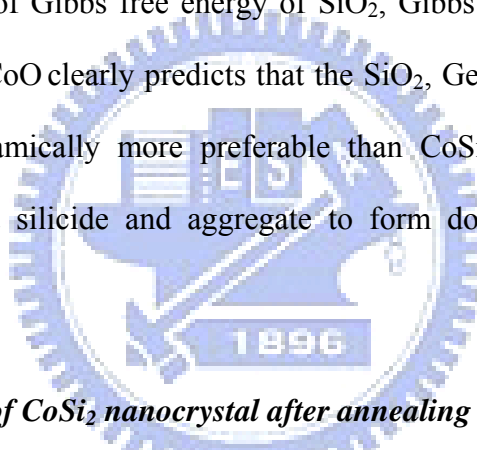 of Gibbs free energy of SiO₂, Gibbs
CoO clearly predicts that the SiO₂, Ge
amically more preferable than CoSi
silicide and aggregate to form do
ES
1896
of CoSi₂ nanocrystal after annealing